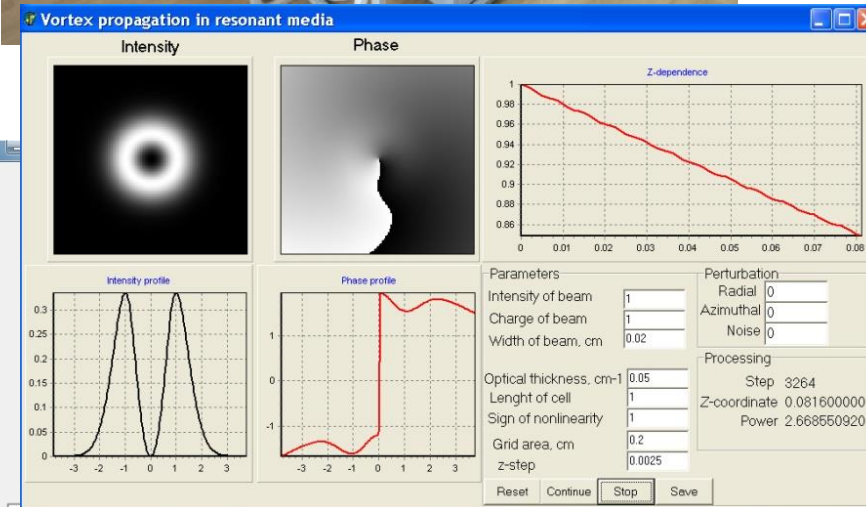 Vortex propagation in resonant media
Intensity
Phase
Z-dependence
1
0.98
0.96
0.94
0.92
0.9
0.88
0.86
0 0.01 0.02 0.03 0.04 0.05 0.06 0.07 0.08
Intensity profile
0.3
0.25
0.2
0.15
0.1
0.05
0
-3 -2 -1 0 1 2 3
Phase profile
1
0
-1
-3 -2 -1 0 1 2 3
Parameters
Intensity of beam 1
Charge of beam 1
Width of beam, cm 0.02
Optical thickness, cm-1 0.05
Lenght of cell 1
Sign of nonlinearity 1
Grid area, cm 0.2
z-step 0.0025
Perturbation
Radial 0
Azimuthal 0
Noise 0
Processing
Step 3264
Z-coordinate 0.081600000
Power 2.668550920
Reset Continue Stop Save